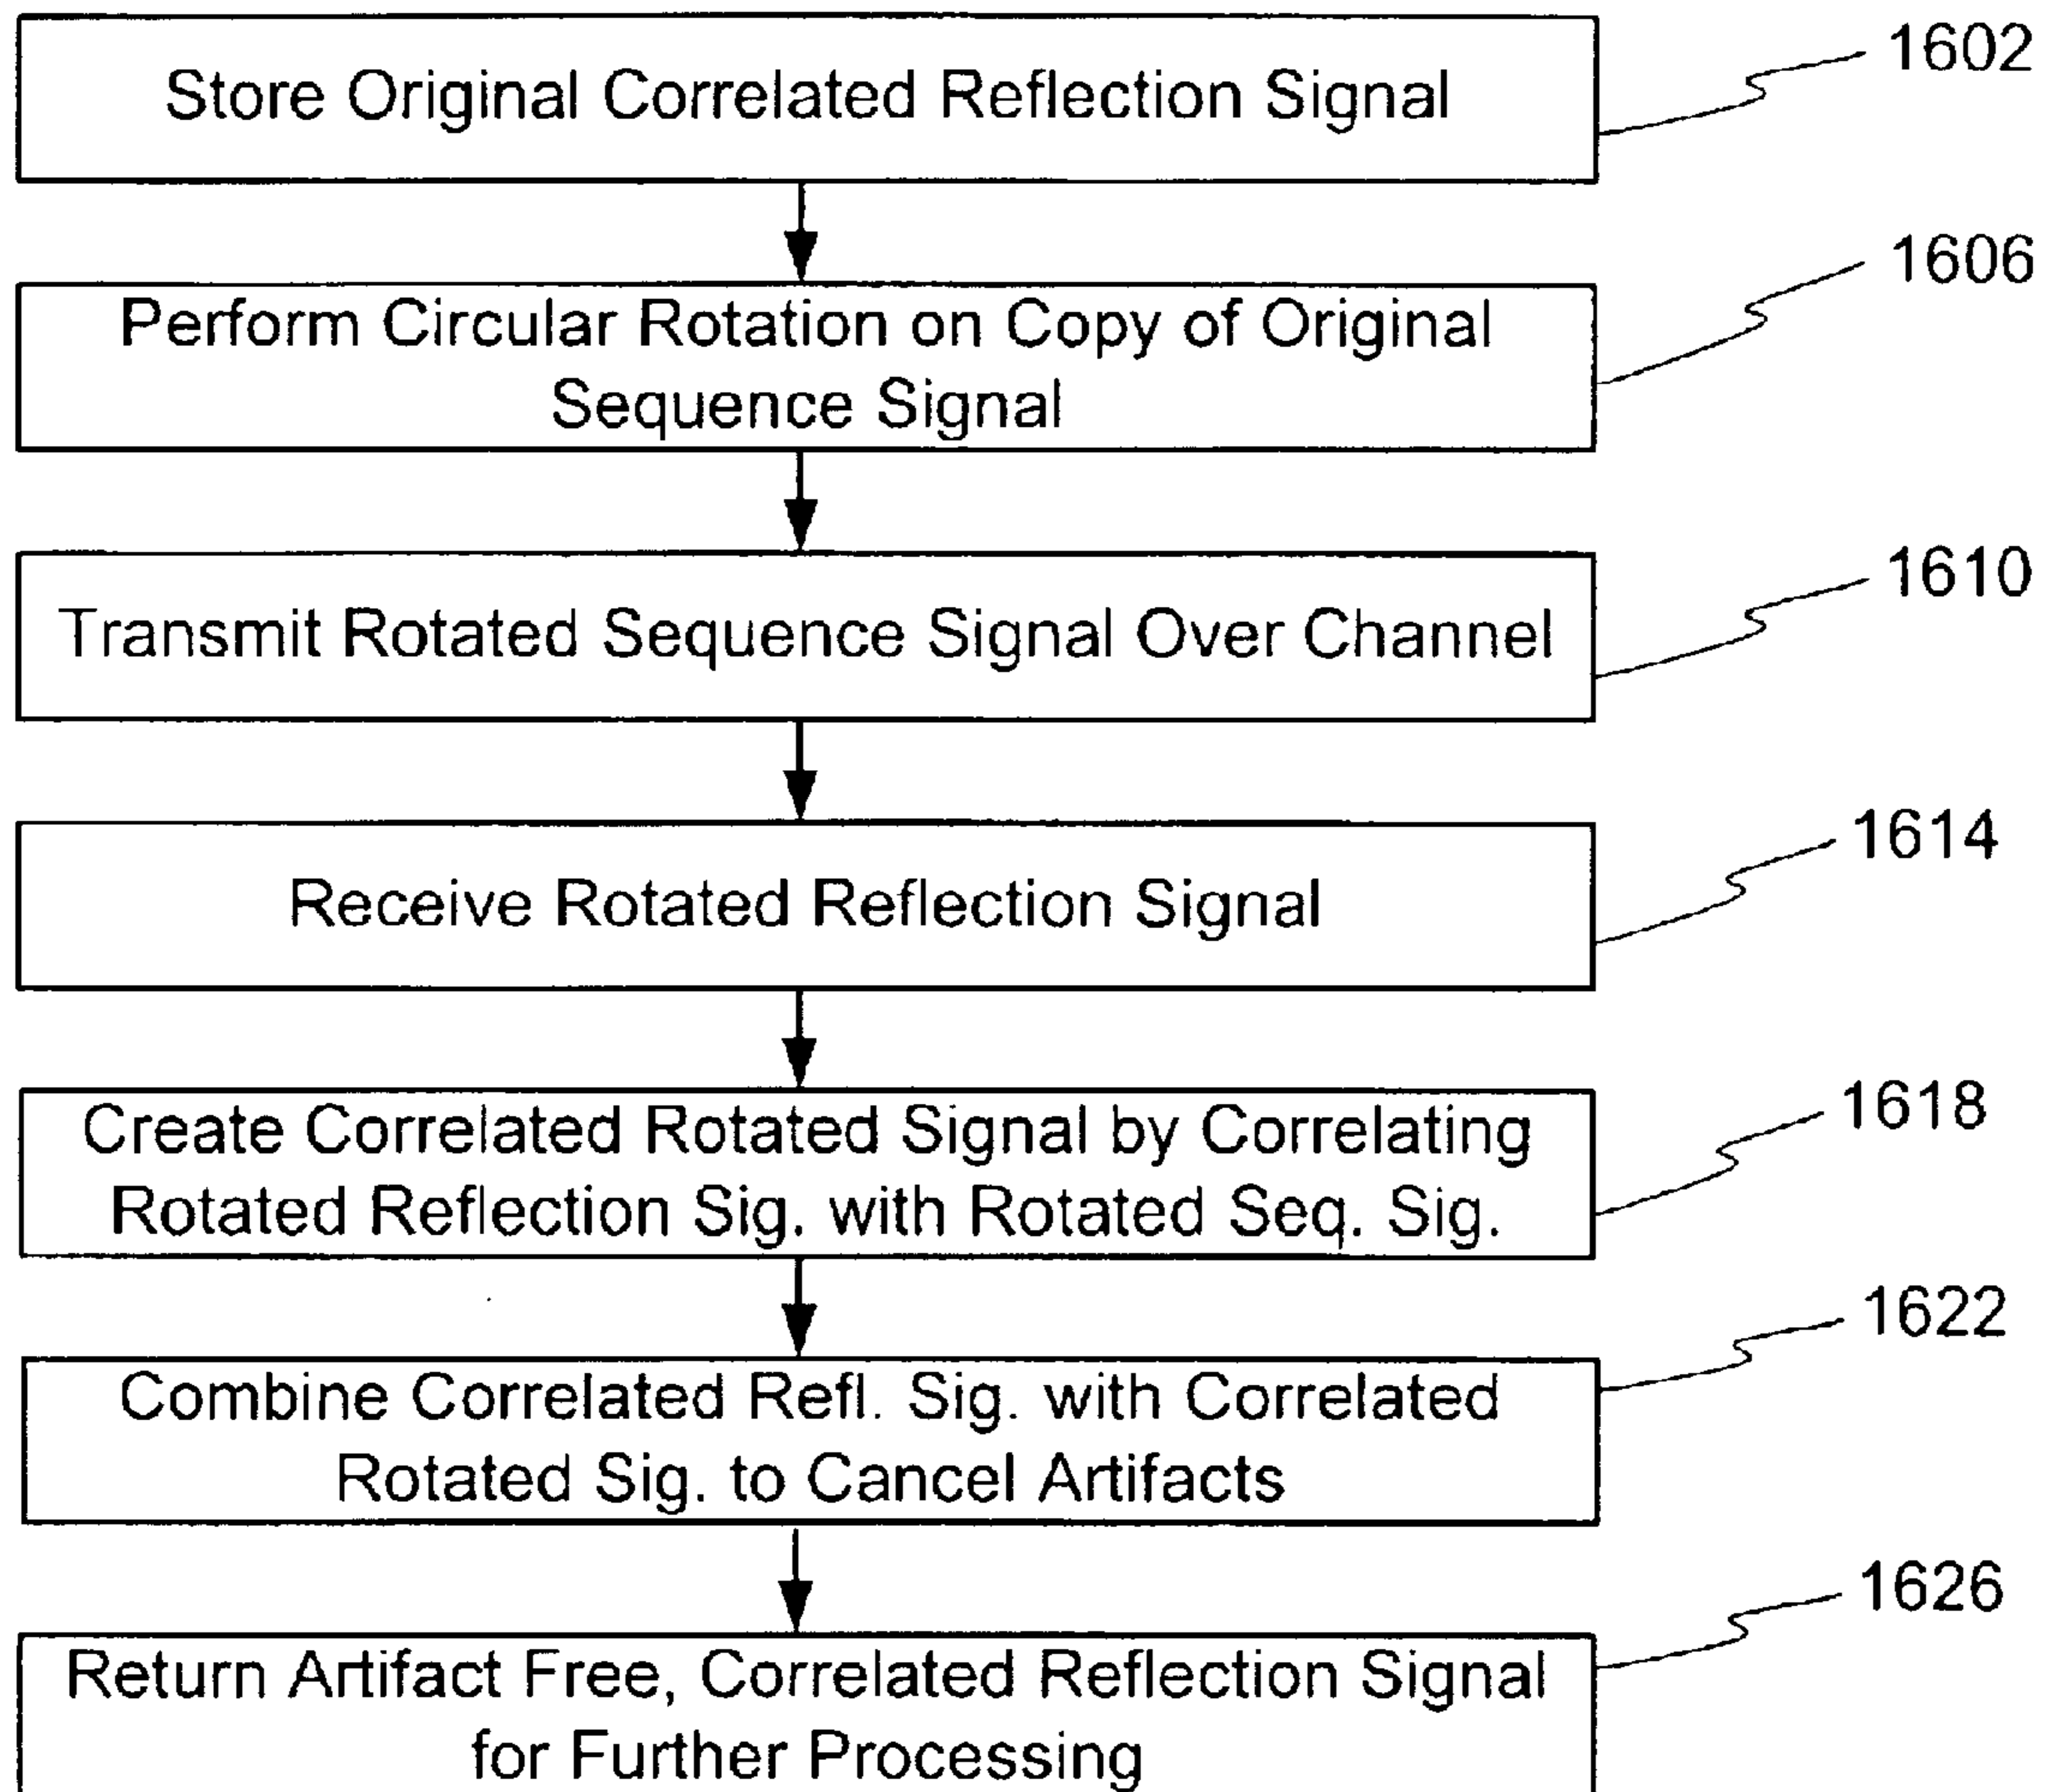 Store Original Correlated Reflection Signal
1602
Perform Circular Rotation on Copy of Original
Sequence Signal
1606
Transmit Rotated Sequence Signal Over Channel
1610
Receive Rotated Reflection Signal
1614
Create Correlated Rotated Signal by Correlating
Rotated Reflection Sig. with Rotated Seq. Sig.
1618
Combine Correlated Refl. Sig. with Correlated
Rotated Sig. to Cancel Artifacts
1622
Return Artifact Free, Correlated Reflection Signal
for Further Processing
1626